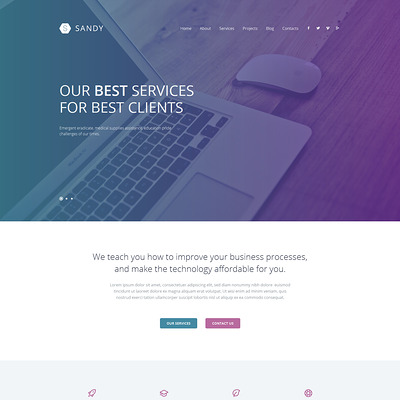 S SANDY
Home About Services Projects Blog Contacts
OUR BEST SERVICES
FOR BEST CLIENTS
Emergent eradicate; medical supplies assistance education pride
challenges of our times.
We teach you how to improve your business processes,
and make the technology affordable for you.
Lorem ipsum dolor sit amet, consectetuer adipiscing elit, sed diam nonummy nibh
tincidunt ut laoreet dolore magna aliquam erat volutpat. Ut wisi enim ad minim veniam, quis
nostrud exerci tation ullamcorper suscipit lobortis nisl ut aliquip ex ea commodo consequat.
OUR SERVICES
CONTACT US